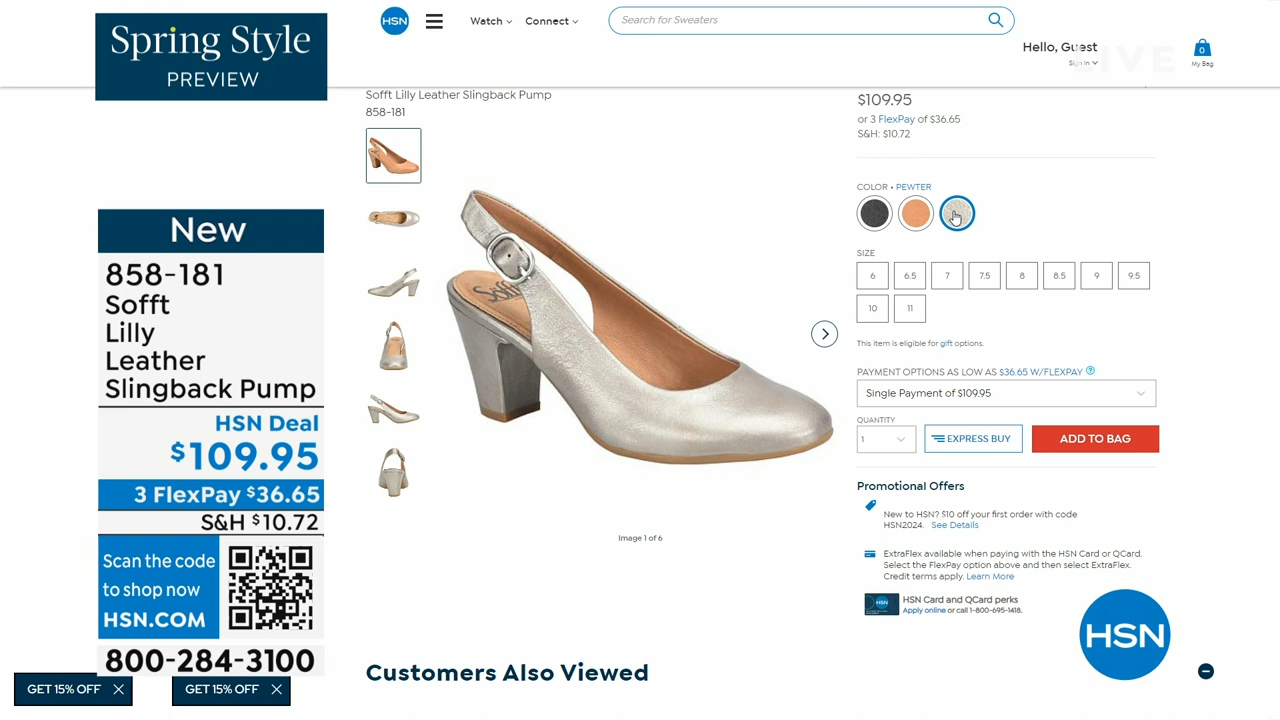 Spring Style
PREVIEW
HSN
Watch
Connect
Search for Sweaters
Hello, Guest
Sign In
LIVE
0
My Bag
Sofft Lilly Leather Slingback Pump
858-181
$109.95
or 3 FlexPay of $36.65
S&H: $10.72
COLOR • PEWTER
SIZE
6 6.5 7 7.5 8 8.5 9 9.5
10 11
This item is eligible for gift options.
PAYMENT OPTIONS AS LOW AS $36.65 W/FLEXPAY ?
Single Payment of $109.95
QUANTITY
1
EXPRESS BUY
ADD TO BAG
Promotional Offers
New to HSN? $10 off your first order with code
HSN2024. See Details
ExtraFlex available when paying with the HSN Card or QCard.
Select the FlexPay option above and then select ExtraFlex.
Credit terms apply. Learn More
HSN
HSN Card and QCard perks
Apply online or call 1-800-695-1418.
Sofft
Image 1 of 6
New
858-181
Sofft
Lilly
Leather
Slingback Pump
HSN Deal
$109.95
3 FlexPay $36.65
S&H $10.72
Scan the code
to shop now
HSN.COM
800-284-3100
GET 15% OFF
GET 15% OFF
Customers Also Viewed
HSN